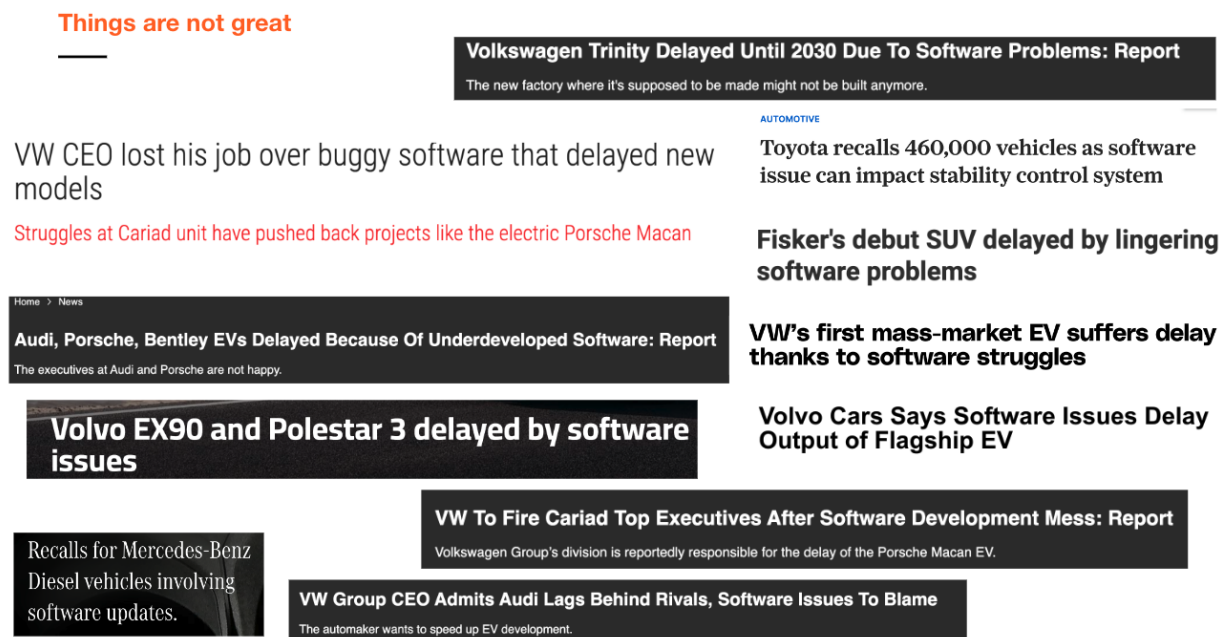 Things are not great
Volkswagen Trinity Delayed Until 2030 Due To Software Problems: Report
The new factory where it's supposed to be made might not be built anymore.
VW CEO lost his job over buggy software that delayed new
models
Struggles at Cariad unit have pushed back projects like the electric Porsche Macan
AUTOMOTIVE
Toyota recalls 460,000 vehicles as software
issue can impact stability control system
Fisker's debut SUV delayed by lingering
software problems
Home > News
Audi, Porsche, Bentley EVs Delayed Because Of Underdeveloped Software: Report
The executives at Audi and Porsche are not happy.
VW's first mass-market EV suffers delay
thanks to software struggles
Volvo EX90 and Polestar 3 delayed by software
issues
Volvo Cars Says Software Issues Delay
Output of Flagship EV
VW To Fire Cariad Top Executives After Software Development Mess: Report
Volkswagen Group's division is reportedly responsible for the delay of the Porsche Macan EV.
Recalls for Mercedes-Benz
Diesel vehicles involving
software updates.
VW Group CEO Admits Audi Lags Behind Rivals, Software Issues To Blame
The automaker wants to speed up EV development.